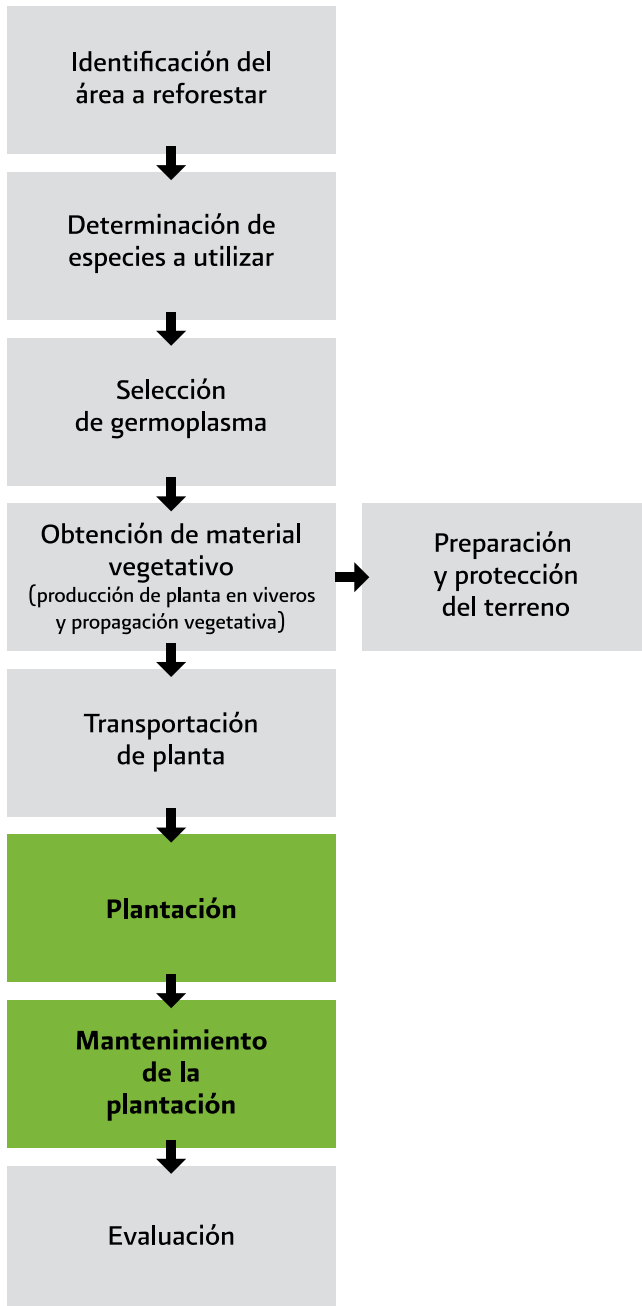 Identificación del
área a reforestar
Determinación de
especies a utilizar
Selección
de germoplasma
Obtención de material
vegetativo
(producción de planta en viveros
y propagación vegetativa)
Preparación
y protección
del terreno
Transportación
de planta
Plantación
Mantenimiento
de la
plantación
Evaluación